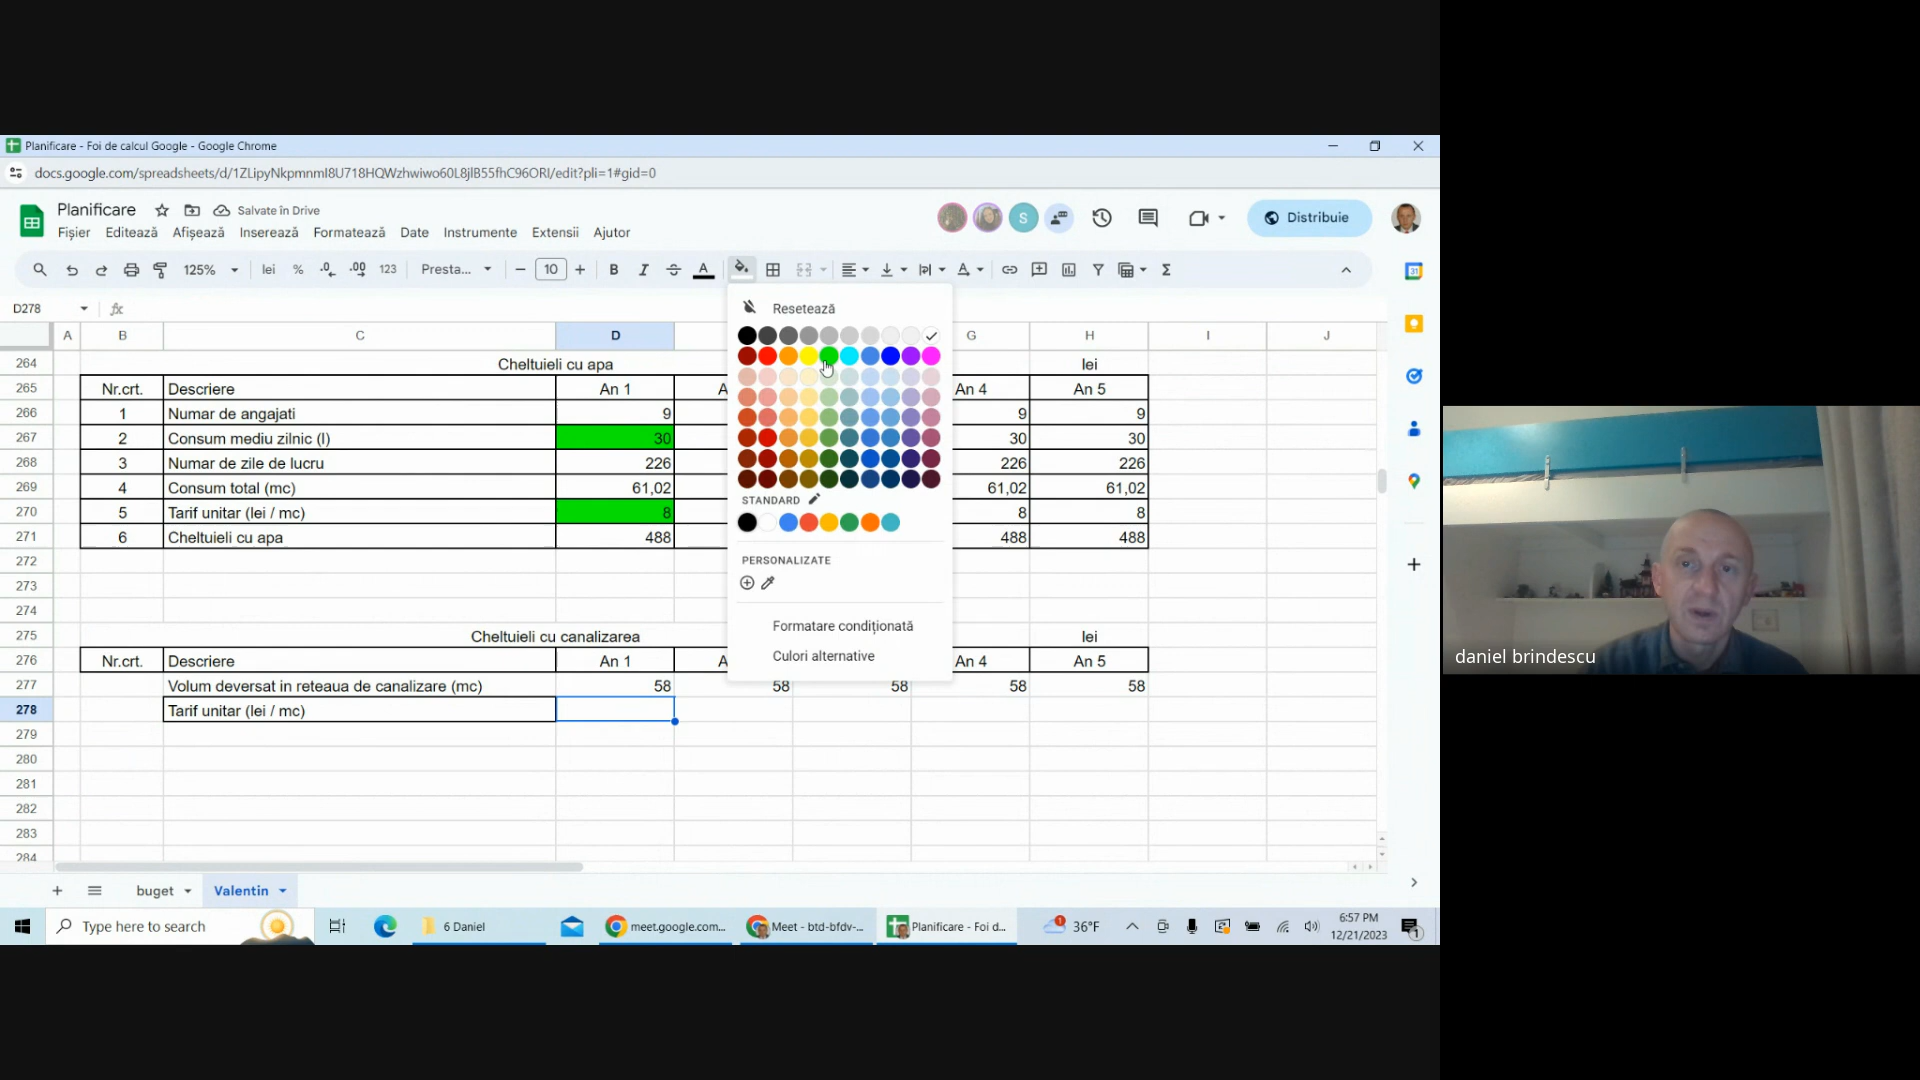 Planificare - Foi de calcul Google - Google Chrome
docs.google.com/spreadsheets/d/1ZLipyNkpmnmI8U718HQWzhwiwo60L8jlB55fhC96ORI/edit?pli=1#gid=0
Planificare
Salvate în Drive
S
Distribuie
Fișier Editează Afișează Inserează Formatează Date Instrumente Extensii Ajutor
125% lei % .0 .00 123 Presta... 10 B I A Σ
D278 fx
Resetează
STANDARD
PERSONALIZATE
Formatare condiționată
Culori alternative
A B C D G H I J
264 Cheltuieli cu apa lei
265 Nr.crt. Descriere An 1 A An 4 An 5
266 1 Numar de angajati 9 9 9
267 2 Consum mediu zilnic (l) 30 30 30
268 3 Numar de zile de lucru 226 226 226
269 4 Consum total (mc) 61,02 61,02 61,02
270 5 Tarif unitar (lei / mc) 8 8 8
271 6 Cheltuieli cu apa 488 488 488
272
273
274
275 Cheltuieli cu canalizarea lei
276 Nr.crt. Descriere An 1 A An 4 An 5
277 Volum deversat in reteaua de canalizare (mc) 58 58 58 58 58
278 Tarif unitar (lei / mc)
279
280
281
282
283
284
buget Valentin
Type here to search
6 Daniel
meet.google.com...
Meet - btd-bfdv-...
Planificare - Foi d...
1
36°F
6:57 PM
12/21/2023
1
31
daniel brindescu